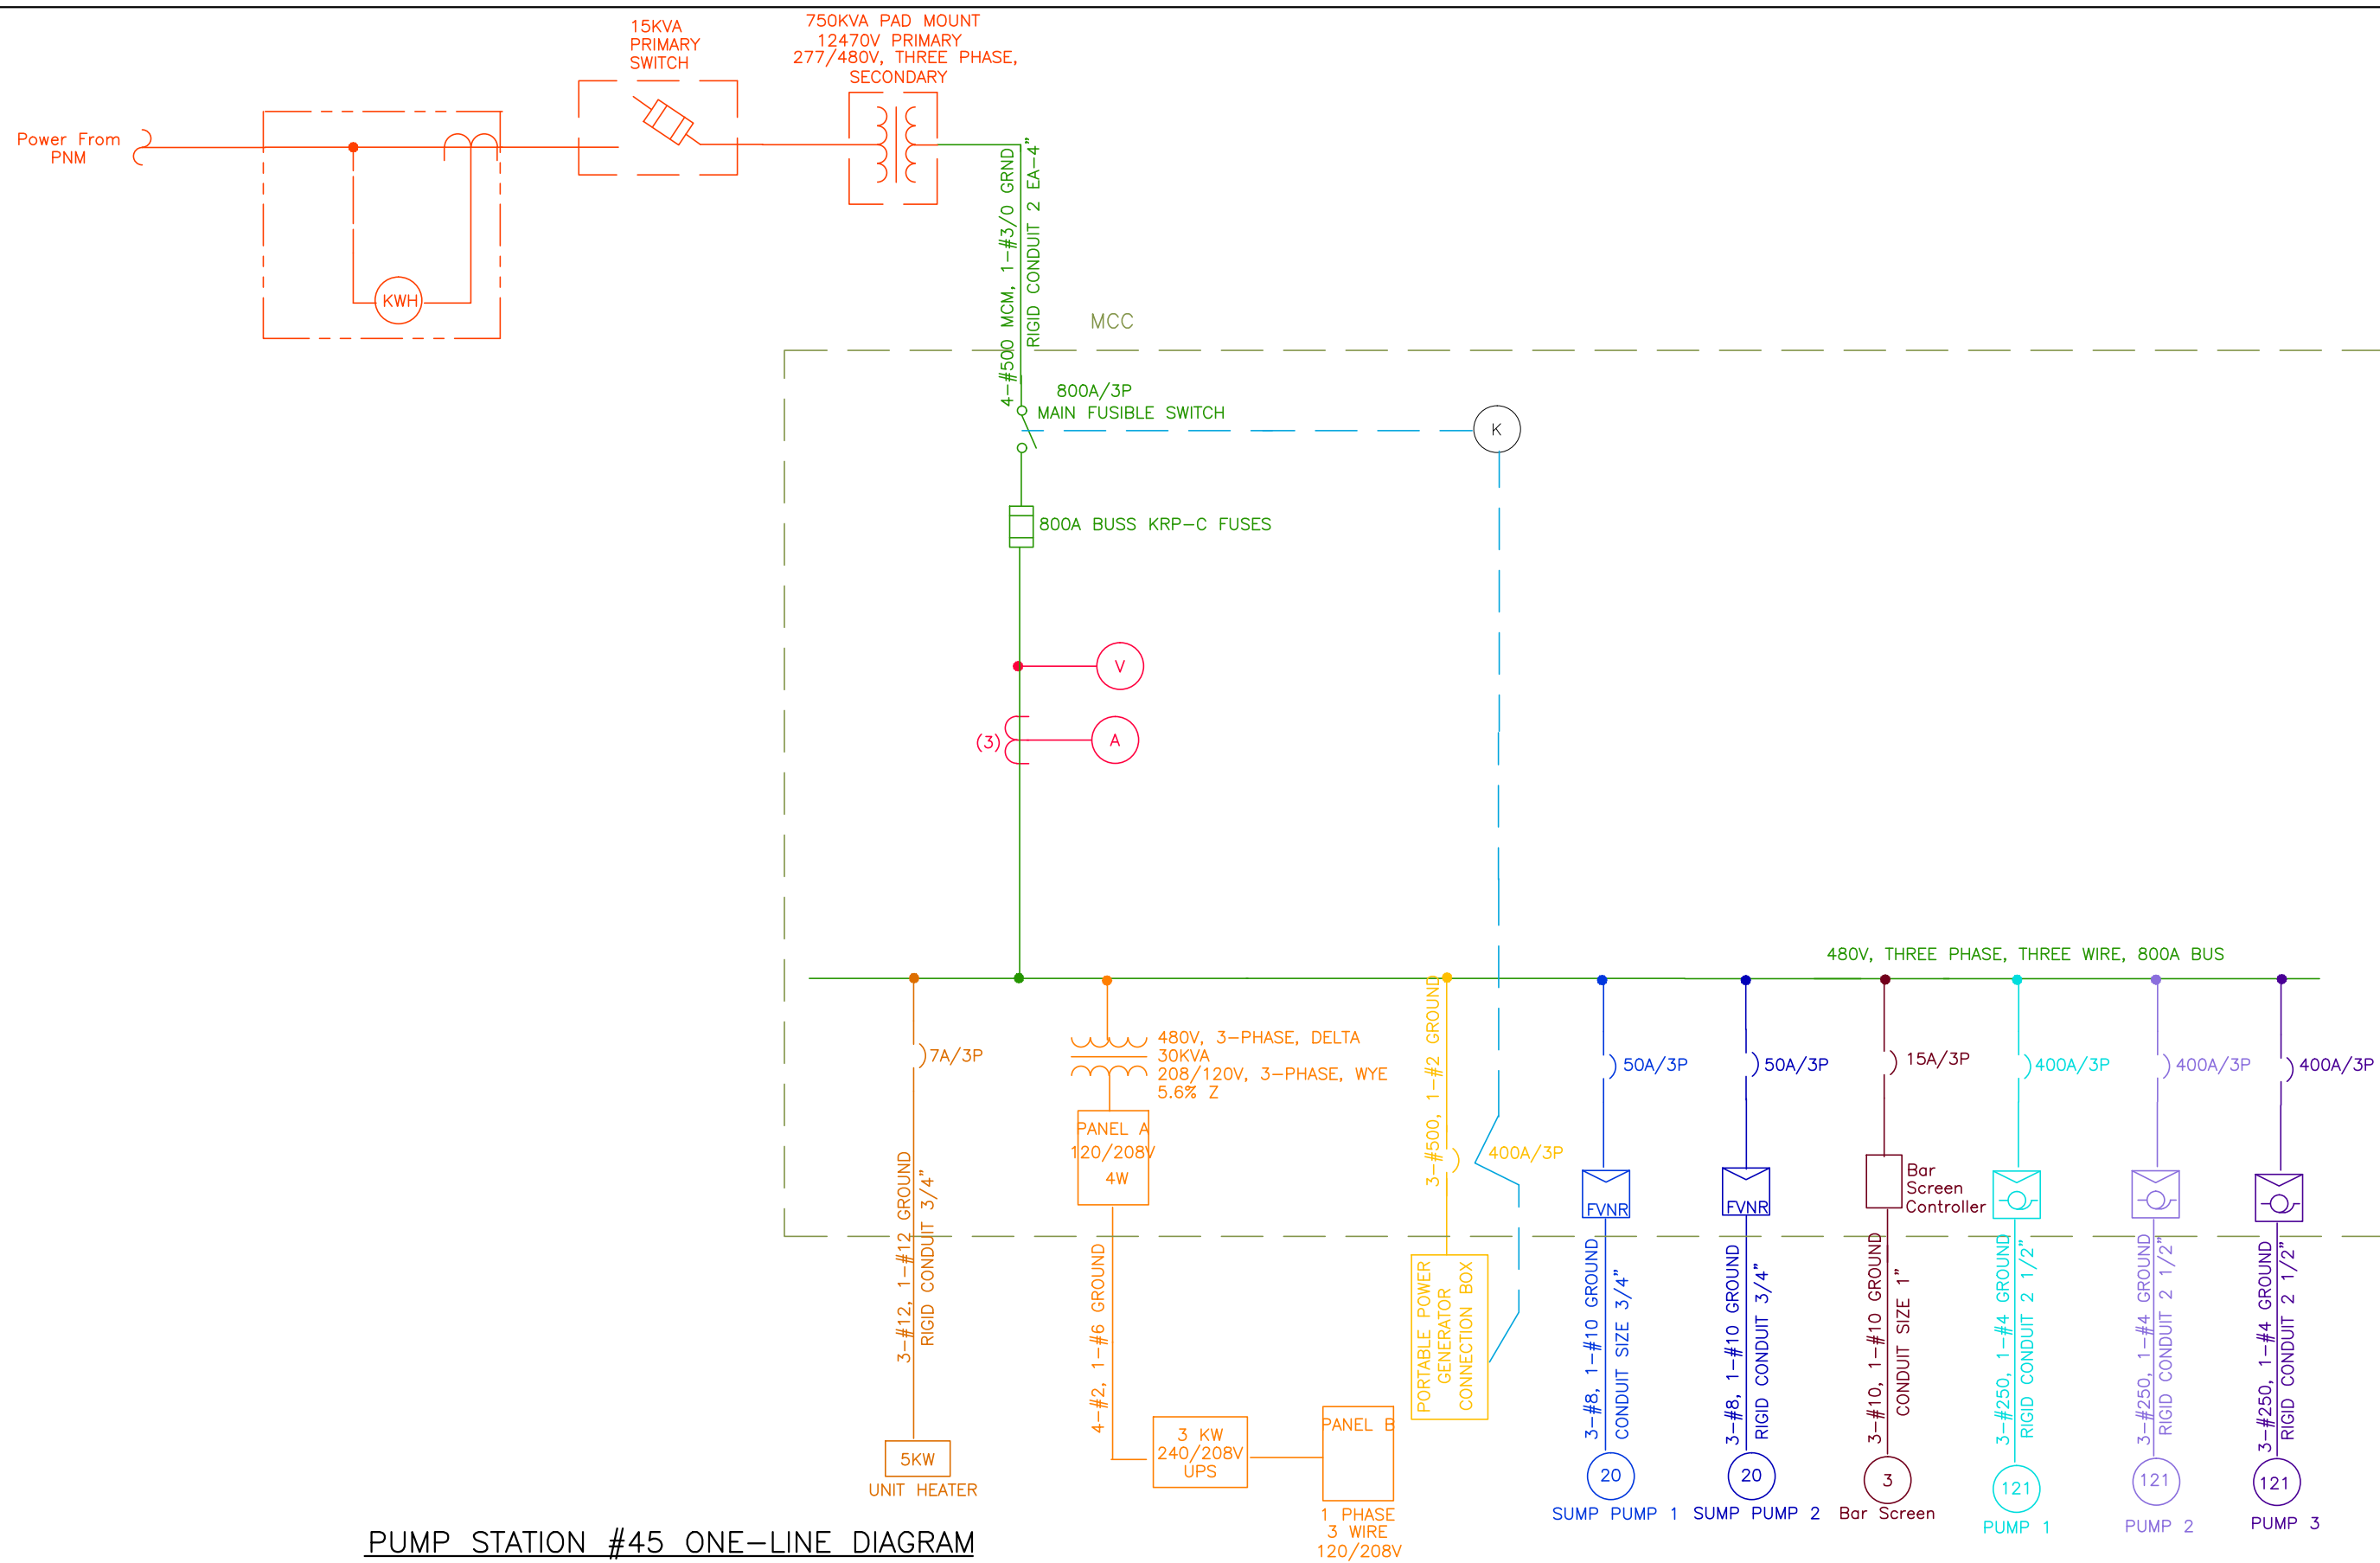 15KVA
PRIMARY
SWITCH
750KVA PAD MOUNT
12470V PRIMARY
277/480V, THREE PHASE,
SECONDARY
Power From
PNM
KWH
4-#500 MCM, 1-#3/0 GRND
RIGID CONDUIT 2 EA-4"
MCC
800A/3P
MAIN FUSIBLE SWITCH
K
800A BUSS KRP-C FUSES
V
(3)
A
480V, THREE PHASE, THREE WIRE, 800A BUS
7A/3P
3-#12, 1-#12 GROUND
RIGID CONDUIT 3/4"
5KW
UNIT HEATER
480V, 3-PHASE, DELTA
30KVA
208/120V, 3-PHASE, WYE
5.6% Z
PANEL A
120/208V
4W
4-#2, 1-#6 GROUND
3 KW
240/208V
UPS
PANEL B
1 PHASE
3 WIRE
120/208V
3-#500, 1-#2 GROUND
400A/3P
PORTABLE POWER
GENERATOR
CONNECTION BOX
50A/3P
FVNR
3-#8, 1-#10 GROUND
CONDUIT SIZE 3/4"
20
SUMP PUMP 1
50A/3P
FVNR
3-#8, 1-#10 GROUND
RIGID CONDUIT 3/4"
20
SUMP PUMP 2
15A/3P
Bar
Screen
Controller
3-#10, 1-#10 GROUND
CONDUIT SIZE 1"
3
Bar Screen
400A/3P
3-#250, 1-#4 GROUND
RIGID CONDUIT 2 1/2"
121
PUMP 1
400A/3P
3-#250, 1-#4 GROUND
RIGID CONDUIT 2 1/2"
121
PUMP 2
400A/3P
3-#250, 1-#4 GROUND
RIGID CONDUIT 2 1/2"
121
PUMP 3
PUMP STATION #45 ONE-LINE DIAGRAM